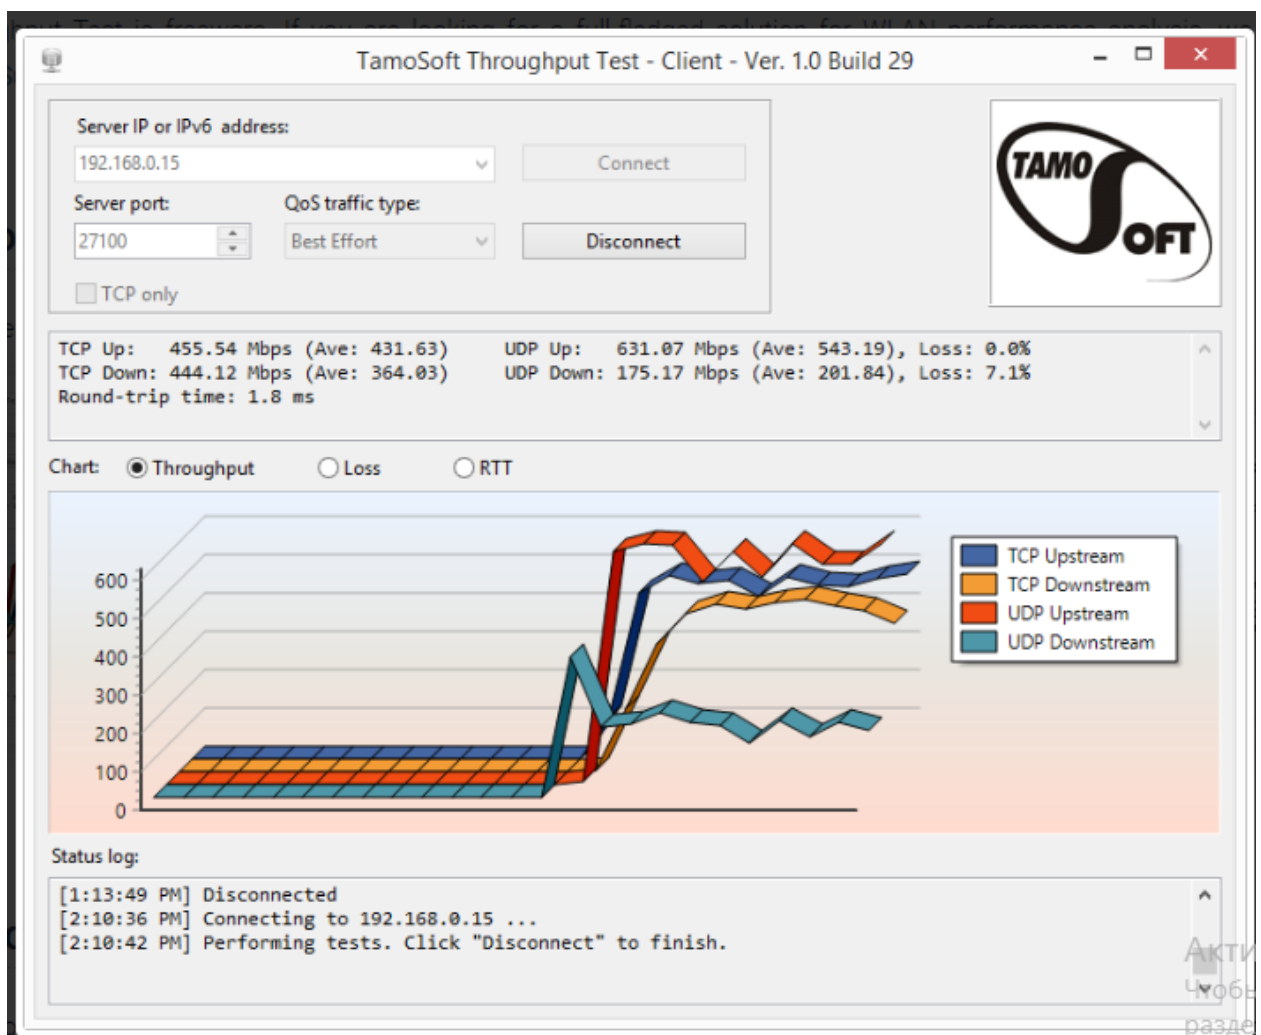 TamoSoft Throughput Test - Client - Ver. 1.0 Build 29
Server IP or IPv6 address:
192.168.0.15
Connect
Server port:
QoS traffic type:
27100
Best Effort
Disconnect
TCP only
TAMO
SOFT
TCP Up: 455.54 Mbps (Ave: 431.63) UDP Up: 631.07 Mbps (Ave: 543.19), Loss: 0.0%
TCP Down: 444.12 Mbps (Ave: 364.03) UDP Down: 175.17 Mbps (Ave: 201.84), Loss: 7.1%
Round-trip time: 1.8 ms
Chart: Throughput Loss RTT
600
500
400
300
200
100
0
TCP Upstream
TCP Downstream
UDP Upstream
UDP Downstream
Status log:
[1:13:49 PM] Disconnected
[2:10:36 PM] Connecting to 192.168.0.15 ...
[2:10:42 PM] Performing tests. Click "Disconnect" to finish.